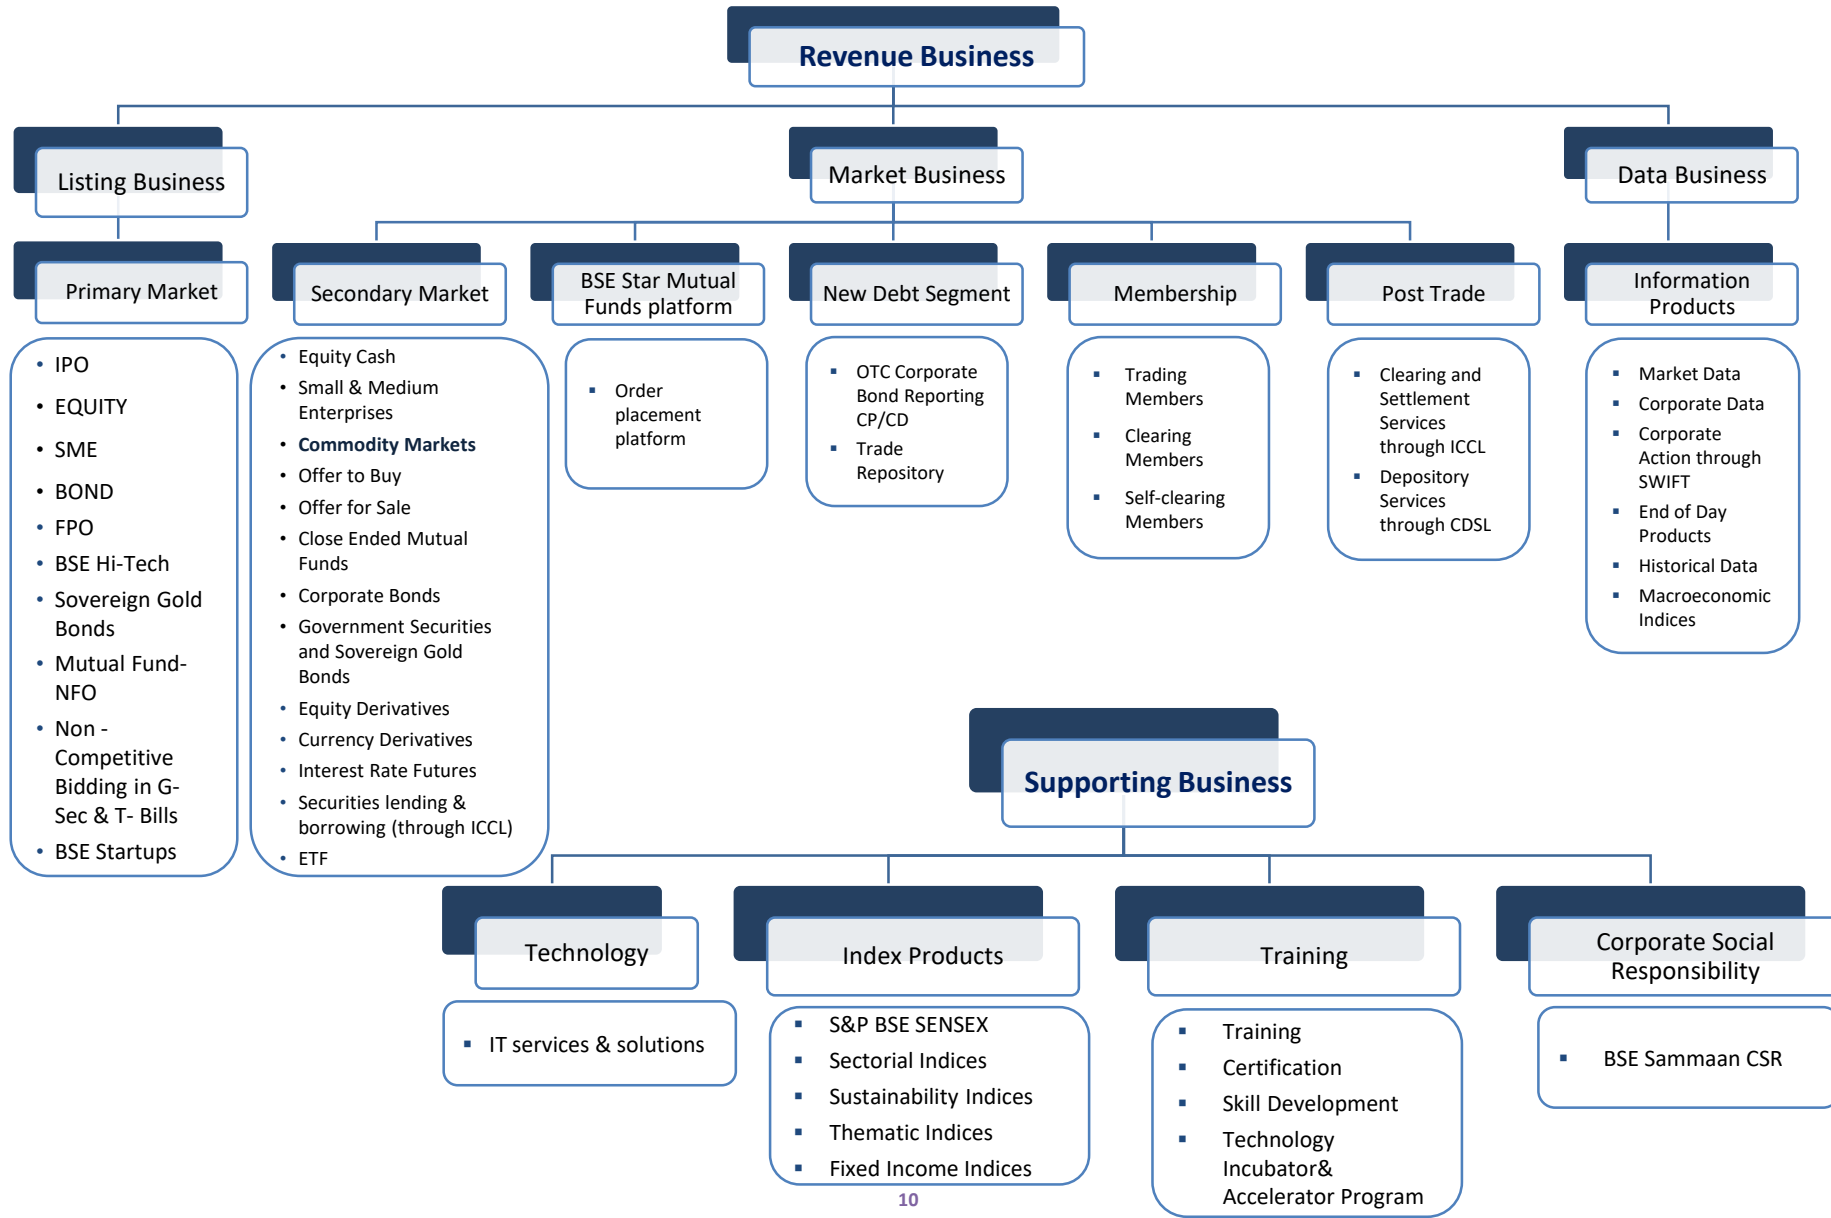 Revenue Business
Listing Business
Market Business
Data Business
Primary Market
Secondary Market
BSE Star Mutual
Funds platform
New Debt Segment
Membership
Post Trade
Information
Products
• IPO
• EQUITY
• SME
• BOND
• FPO
• BSE Hi-Tech
• Sovereign Gold
Bonds
• Mutual Fund-
NFO
• Non -
Competitive
Bidding in G-
Sec & T- Bills
• BSE Startups
• Equity Cash
• Small & Medium
Enterprises
• Commodity Markets
• Offer to Buy
• Offer for Sale
• Close Ended Mutual
Funds
• Corporate Bonds
• Government Securities
and Sovereign Gold
Bonds
• Equity Derivatives
• Currency Derivatives
• Interest Rate Futures
• Securities lending &
borrowing (through ICCL)
• ETF
▪ Order
placement
platform
▪ OTC Corporate
Bond Reporting
CP/CD
▪ Trade
Repository
▪ Trading
Members
▪ Clearing
Members
▪ Self-clearing
Members
▪ Clearing and
Settlement
Services
through ICCL
▪ Depository
Services
through CDSL
▪ Market Data
▪ Corporate Data
▪ Corporate
Action through
SWIFT
▪ End of Day
Products
▪ Historical Data
▪ Macroeconomic
Indices
Supporting Business
Technology
Index Products
Training
Corporate Social
Responsibility
▪ IT services & solutions
▪ S&P BSE SENSEX
▪ Sectorial Indices
▪ Sustainability Indices
▪ Thematic Indices
▪ Fixed Income Indices
▪ Training
▪ Certification
▪ Skill Development
▪ Technology
Incubator&
Accelerator Program
▪ BSE Sammaan CSR
10